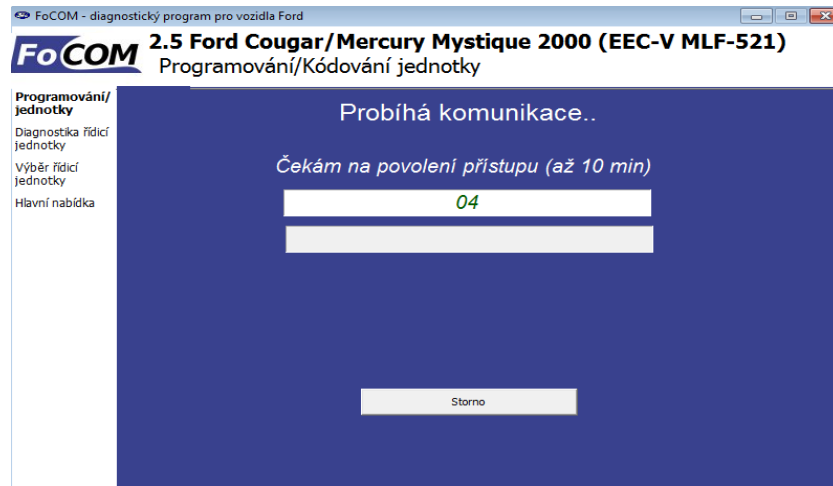 FoCOM - diagnostický program pro vozidla Ford
FoCOM
2.5 Ford Cougar/Mercury Mystique 2000 (EEC-V MLF-521)
Programování/Kódování jednotky
Programování/
jednotky
Diagnostika řídicí
jednotky
Výběr řídicí
jednotky
Hlavní nabídka
Probíhá komunikace..
Čekám na povolení přístupu (až 10 min)
04
Storno